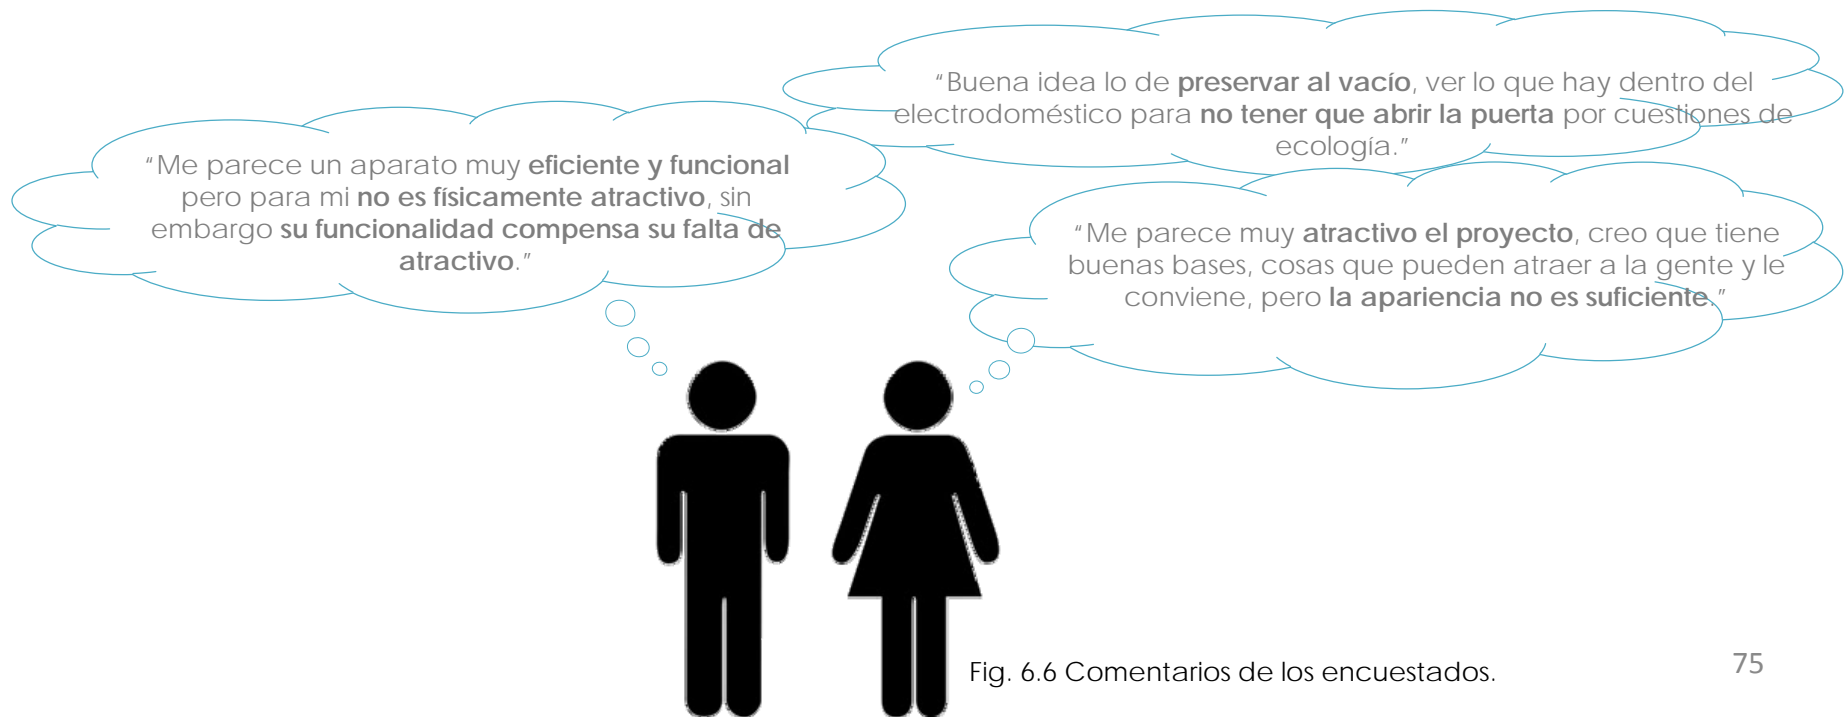 “Buena idea lo de preservar al vacío, ver lo que hay dentro del
electrodoméstico para no tener que abrir la puerta por cuestiones de
ecología.”
“Me parece un aparato muy eficiente y funcional
pero para mi no es físicamente atractivo, sin
embargo su funcionalidad compensa su falta de
atractivo.”
“Me parece muy atractivo el proyecto, creo que tiene
buenas bases, cosas que pueden atraer a la gente y le
conviene, pero la apariencia no es suficiente.”
Fig. 6.6 Comentarios de los encuestados.
75